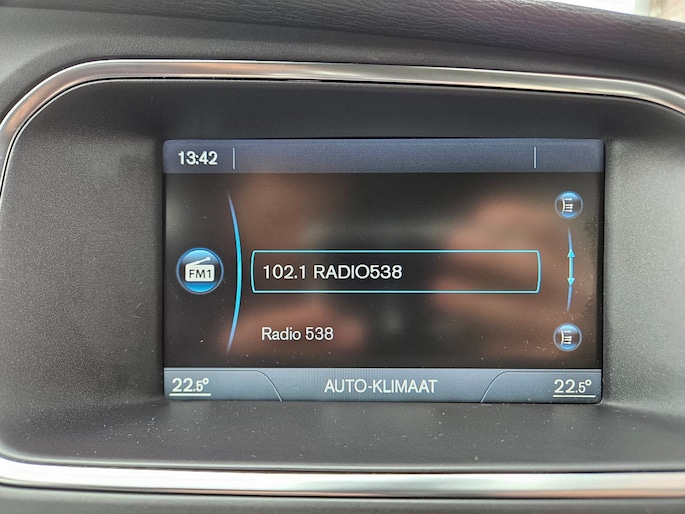 13:42
FM1
102.1 RADIO538
Radio 538
22.5° AUTO-KLIMAAT 22.5°